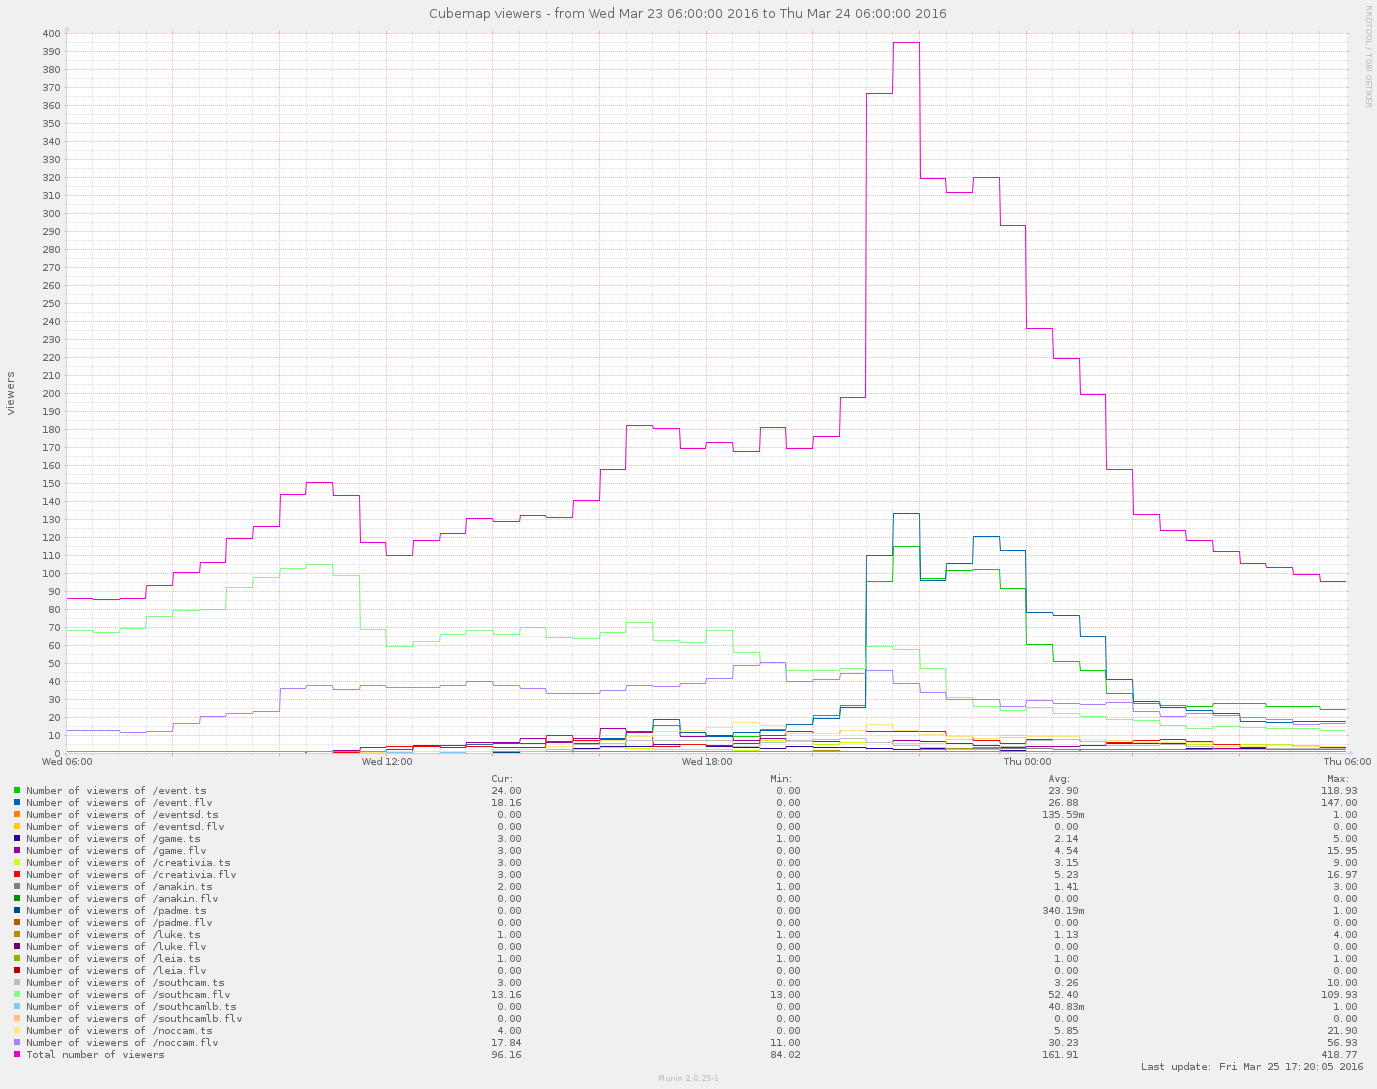 Cubemap viewers - from Wed Mar 23 06:00:00 2016 to Thu Mar 24 06:00:00 2016
RRDTOOL / TOBI OETIKER
viewers
400
390
380
370
360
350
340
330
320
310
300
290
280
270
260
250
240
230
220
210
200
190
180
170
160
150
140
130
120
110
100
90
80
70
60
50
40
30
20
10
0
Wed 06:00 Wed 12:00 Wed 18:00 Thu 00:00 Thu 06:00
Cur: Min: Avg: Max:
Number of viewers of /event.ts 24.00 0.00 23.90 118.93
Number of viewers of /event.flv 18.16 0.00 26.88 147.00
Number of viewers of /eventsd.ts 0.00 0.00 135.59m 1.00
Number of viewers of /eventsd.flv 0.00 0.00 0.00 0.00
Number of viewers of /game.ts 3.00 1.00 2.14 5.00
Number of viewers of /game.flv 3.00 0.00 4.54 15.95
Number of viewers of /creativia.ts 3.00 0.00 3.15 9.00
Number of viewers of /creativia.flv 3.00 0.00 5.23 16.97
Number of viewers of /anakin.ts 2.00 1.00 1.41 3.00
Number of viewers of /anakin.flv 0.00 0.00 0.00 0.00
Number of viewers of /padme.ts 0.00 0.00 340.19m 1.00
Number of viewers of /padme.flv 0.00 0.00 0.00 0.00
Number of viewers of /luke.ts 1.00 1.00 1.13 4.00
Number of viewers of /luke.flv 0.00 0.00 0.00 0.00
Number of viewers of /leia.ts 1.00 1.00 1.00 1.00
Number of viewers of /leia.flv 0.00 0.00 0.00 0.00
Number of viewers of /southcam.ts 3.00 0.00 3.26 10.00
Number of viewers of /southcam.flv 13.16 13.00 52.40 109.93
Number of viewers of /southcamlb.ts 0.00 0.00 40.83m 1.00
Number of viewers of /southcamlb.flv 0.00 0.00 0.00 0.00
Number of viewers of /noccam.ts 4.00 0.00 5.85 21.90
Number of viewers of /noccam.flv 17.84 11.00 30.23 56.93
Total number of viewers 96.16 84.02 161.91 418.77
Last update: Fri Mar 25 17:20:05 2016
Munin 2.0.25-1